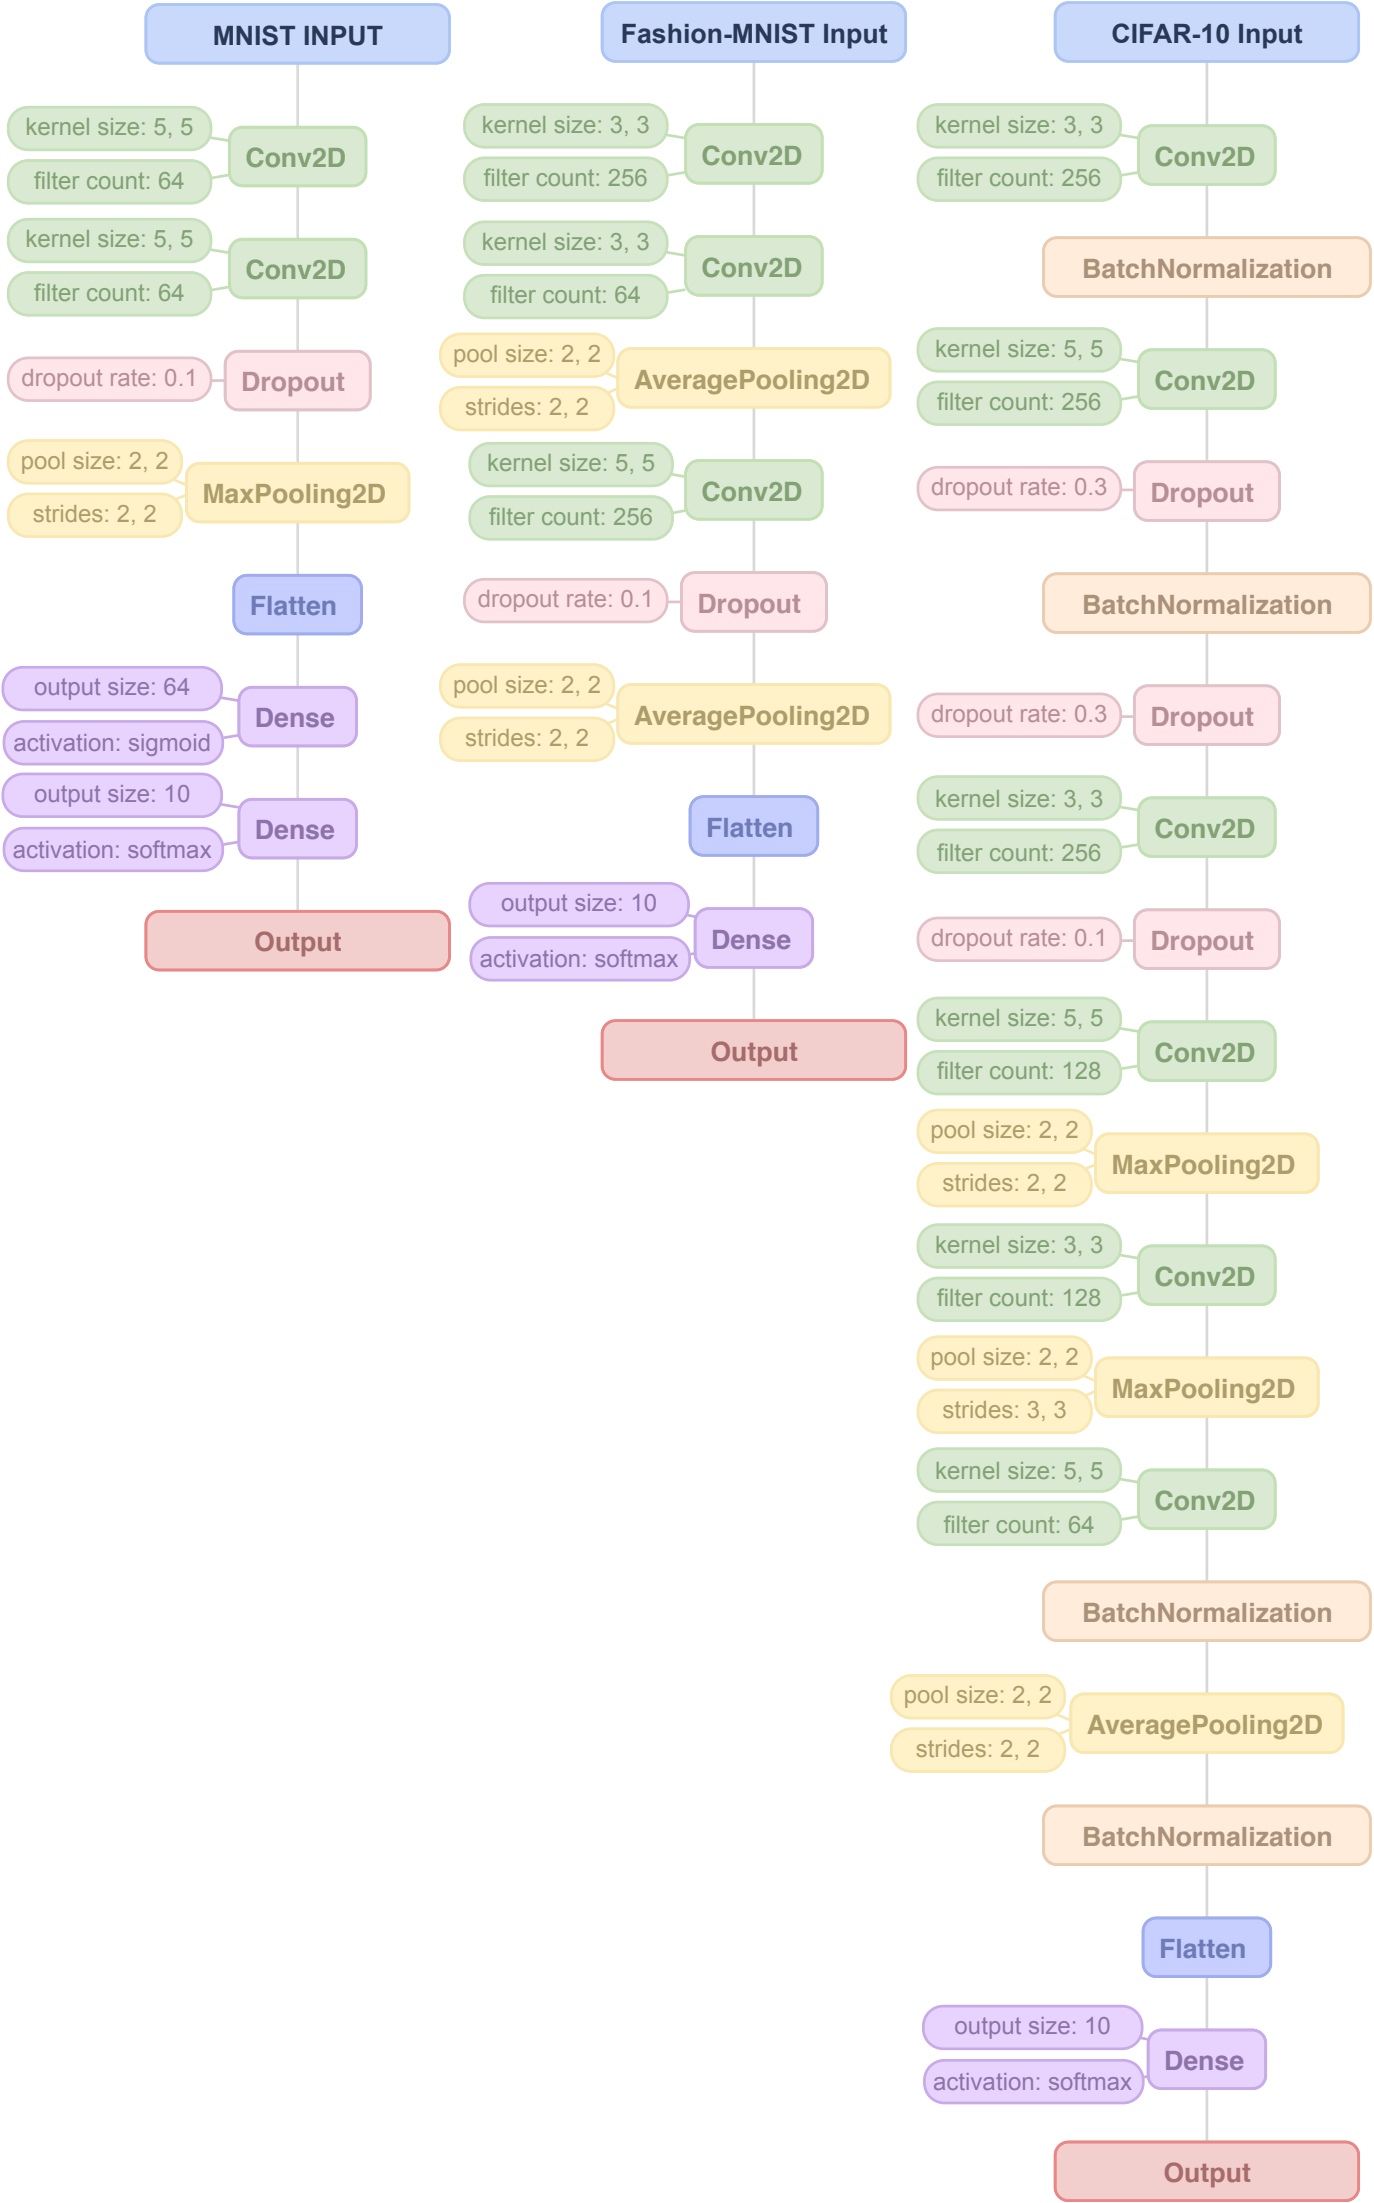 MNIST INPUT
kernel size: 5, 5
Conv2D
filter count: 64
kernel size: 5, 5
Conv2D
filter count: 64
dropout rate: 0.1
Dropout
pool size: 2, 2
MaxPooling2D
strides: 2, 2
Flatten
output size: 64
Dense
activation: sigmoid
output size: 10
Dense
activation: softmax
Output
Fashion-MNIST Input
kernel size: 3, 3
Conv2D
filter count: 256
kernel size: 3, 3
Conv2D
filter count: 64
pool size: 2, 2
AveragePooling2D
strides: 2, 2
kernel size: 5, 5
Conv2D
filter count: 256
dropout rate: 0.1
Dropout
pool size: 2, 2
AveragePooling2D
strides: 2, 2
Flatten
output size: 10
Dense
activation: softmax
Output
CIFAR-10 Input
kernel size: 3, 3
Conv2D
filter count: 256
BatchNormalization
kernel size: 5, 5
Conv2D
filter count: 256
dropout rate: 0.3
Dropout
BatchNormalization
dropout rate: 0.3
Dropout
kernel size: 3, 3
Conv2D
filter count: 256
dropout rate: 0.1
Dropout
kernel size: 5, 5
Conv2D
filter count: 128
pool size: 2, 2
MaxPooling2D
strides: 2, 2
kernel size: 3, 3
Conv2D
filter count: 128
pool size: 2, 2
MaxPooling2D
strides: 3, 3
kernel size: 5, 5
Conv2D
filter count: 64
BatchNormalization
pool size: 2, 2
AveragePooling2D
strides: 2, 2
BatchNormalization
Flatten
output size: 10
Dense
activation: softmax
Output